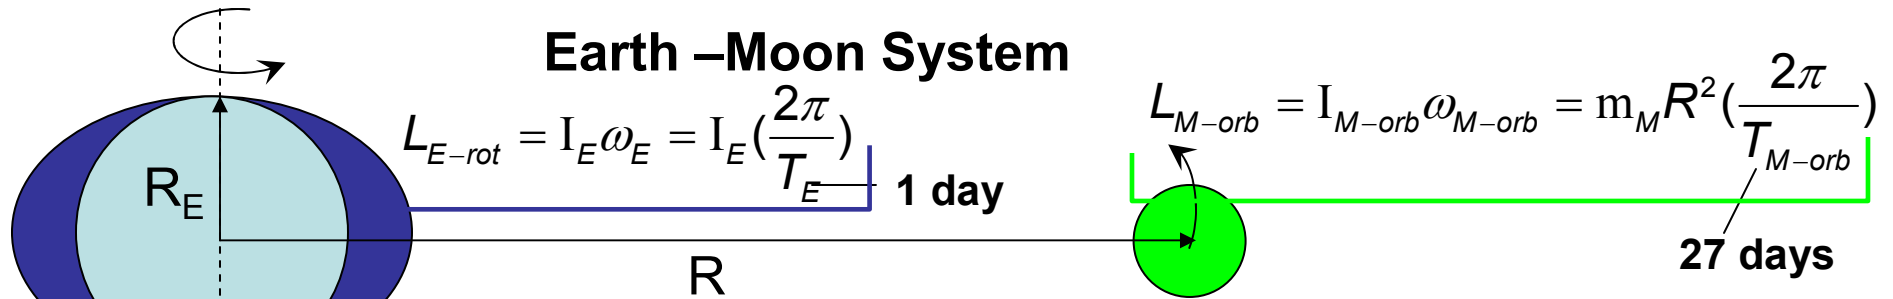 Earth –Moon System
L_{E–rot} = I_E ω_E = I_E (2π / T_E)
1 day
L_{M–orb} = I_{M–orb} ω_{M–orb} = m_M R² (2π / T_{M–orb})
27 days
R_E
R